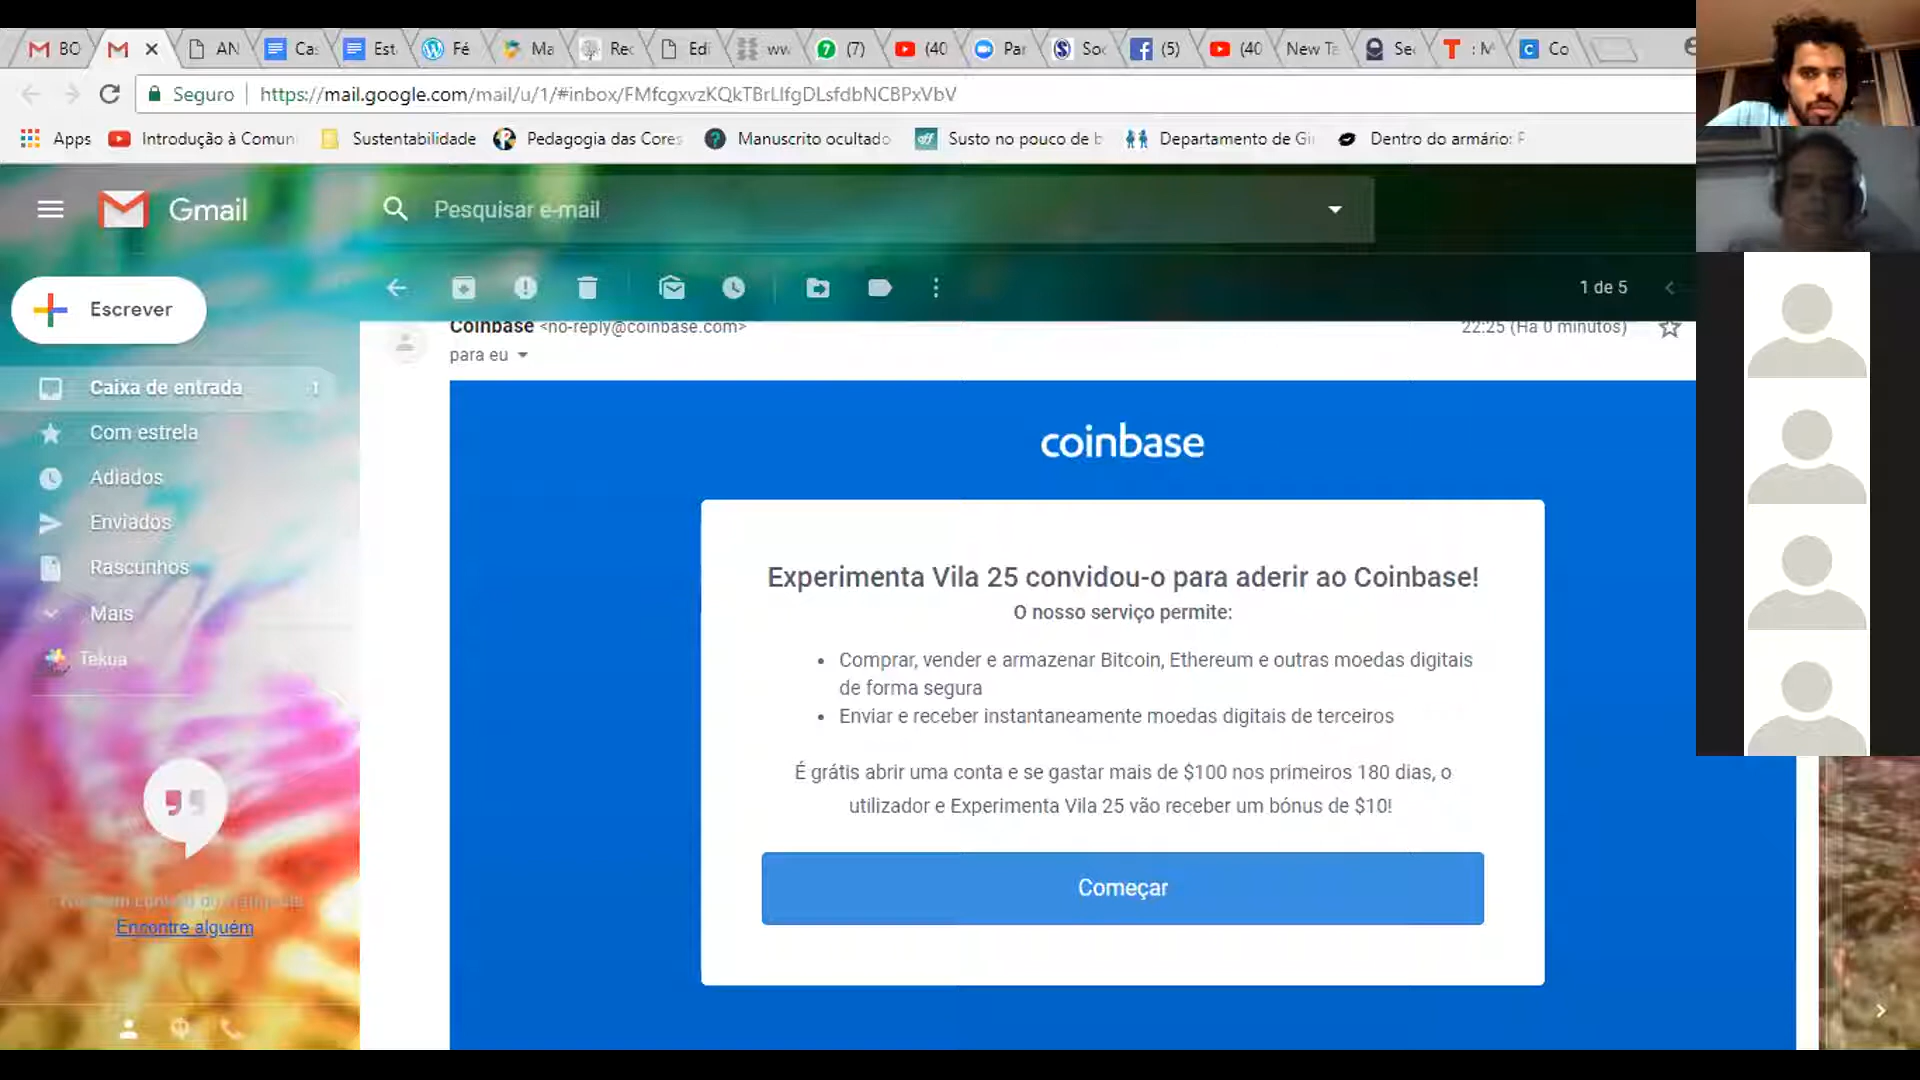 BO
AN
Ca
Est
Fé
Ma
Rec
Edi
ww
(7)
(40
Par
Soc
(5)
(40
New Ta
Se
: M
Co
Seguro
https://mail.google.com/mail/u/1/#inbox/FMfcgxvzKQkTBrLlfgDLsfdbNCBPxVbV
Apps
Introdução à Comun
Sustentabilidade
Pedagogia das Cores
Manuscrito ocultado
off
Susto no pouco de b
Departamento de Gi
Dentro do armário: F
Gmail
Pesquisar e-mail
Escrever
1 de 5
Coinbase <no-reply@coinbase.com>
22:25 (Há 0 minutos)
para eu
Caixa de entrada 1
Com estrela
Adiados
Enviados
Rascunhos
Mais
Tekua
Encontre alguém
coinbase
Experimenta Vila 25 convidou-o para aderir ao Coinbase!
O nosso serviço permite:
• Comprar, vender e armazenar Bitcoin, Ethereum e outras moedas digitais
de forma segura
• Enviar e receber instantaneamente moedas digitais de terceiros
É grátis abrir uma conta e se gastar mais de $100 nos primeiros 180 dias, o
utilizador e Experimenta Vila 25 vão receber um bónus de $10!
Começar